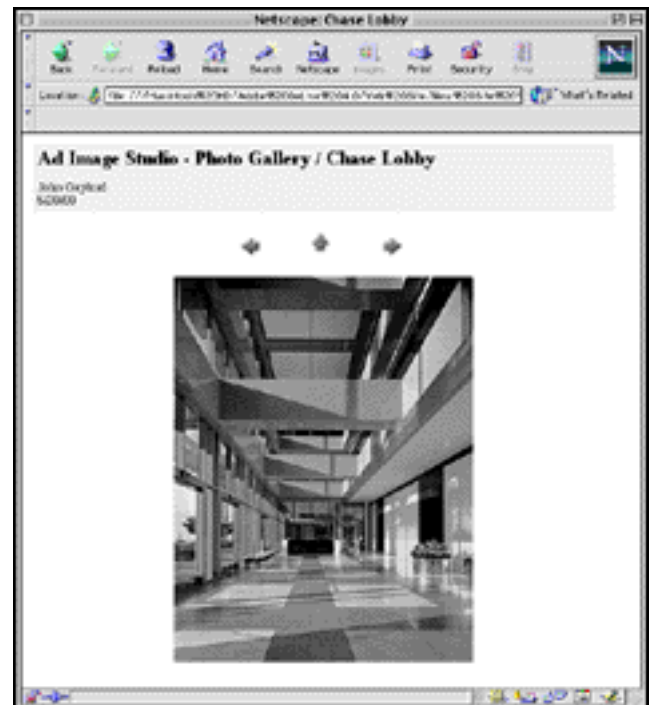 Netscape: Chase Lobby
Back Forward Reload Home Search Netscape Images Print Security Stop
Location: What's Related
Ad Image Studio - Photo Gallery / Chase Lobby
John